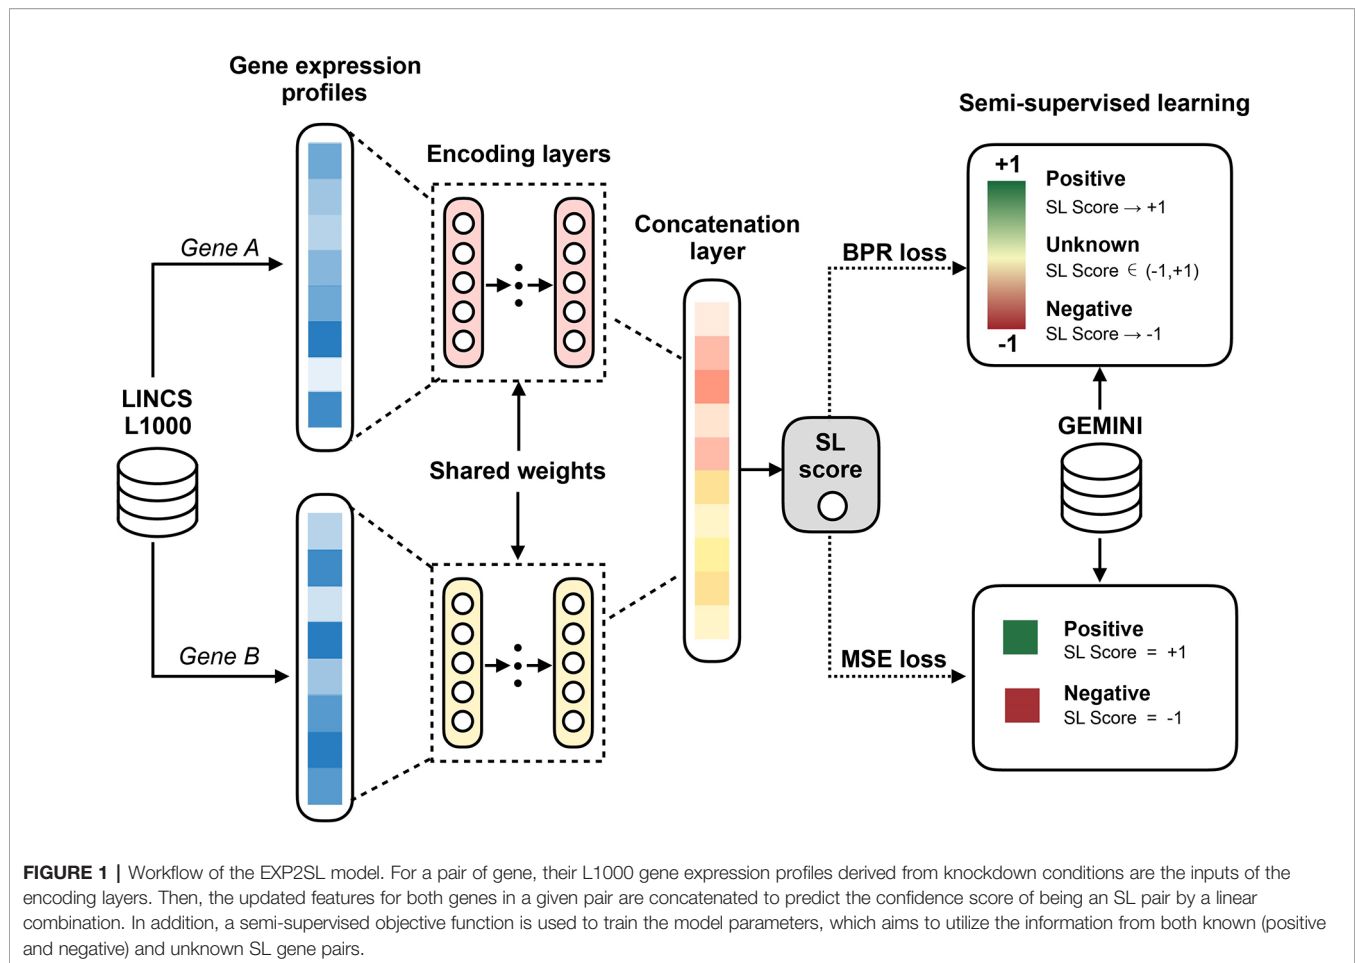 Gene expression
profiles
Semi-supervised learning
Encoding layers
+1
Positive
SL Score → +1
Concatenation
layer
Gene A
BPR loss
Unknown
SL Score ∈ (-1,+1)
Negative
SL Score → -1
-1
LINCS
L1000
GEMINI
SL
score
Shared weights
Gene B
MSE loss
Positive
SL Score = +1
Negative
SL Score = -1
FIGURE 1 | Workflow of the EXP2SL model. For a pair of gene, their L1000 gene expression profiles derived from knockdown conditions are the inputs of the
encoding layers. Then, the updated features for both genes in a given pair are concatenated to predict the confidence score of being an SL pair by a linear
combination. In addition, a semi-supervised objective function is used to train the model parameters, which aims to utilize the information from both known (positive
and negative) and unknown SL gene pairs.